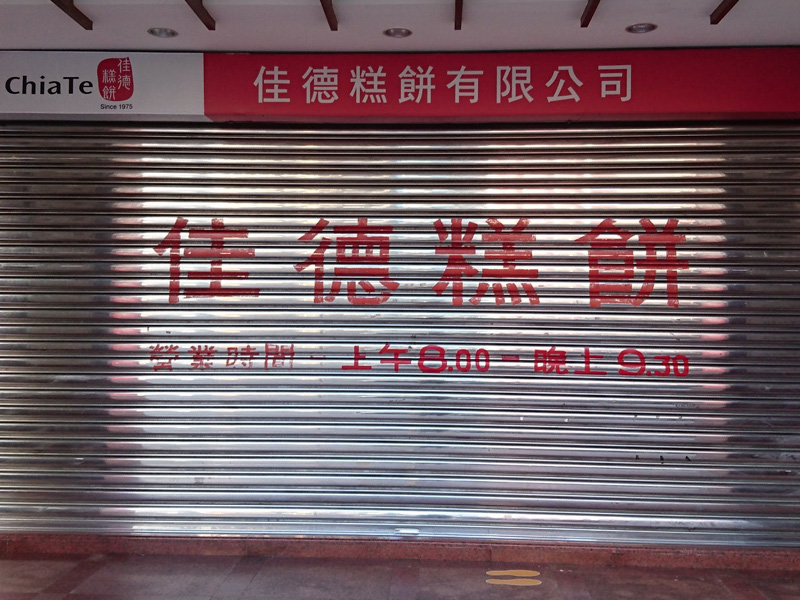 ChiaTe
佳德
糕餅
Since 1975
佳德糕餅有限公司
佳德糕餅
營業時間－上午8.00－晚上9.30